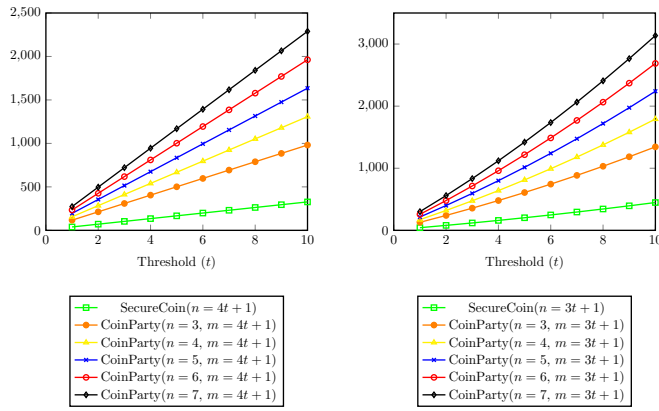 2,500
2,000
1,500
1,000
500
0
0 2 4 6 8 10
Threshold (t)
SecureCoin(n = 4t + 1)
CoinParty(n = 3, m = 4t + 1)
CoinParty(n = 4, m = 4t + 1)
CoinParty(n = 5, m = 4t + 1)
CoinParty(n = 6, m = 4t + 1)
CoinParty(n = 7, m = 4t + 1)
3,000
2,000
1,000
0
0 2 4 6 8 10
Threshold (t)
SecureCoin(n = 3t + 1)
CoinParty(n = 3, m = 3t + 1)
CoinParty(n = 4, m = 3t + 1)
CoinParty(n = 5, m = 3t + 1)
CoinParty(n = 6, m = 3t + 1)
CoinParty(n = 7, m = 3t + 1)